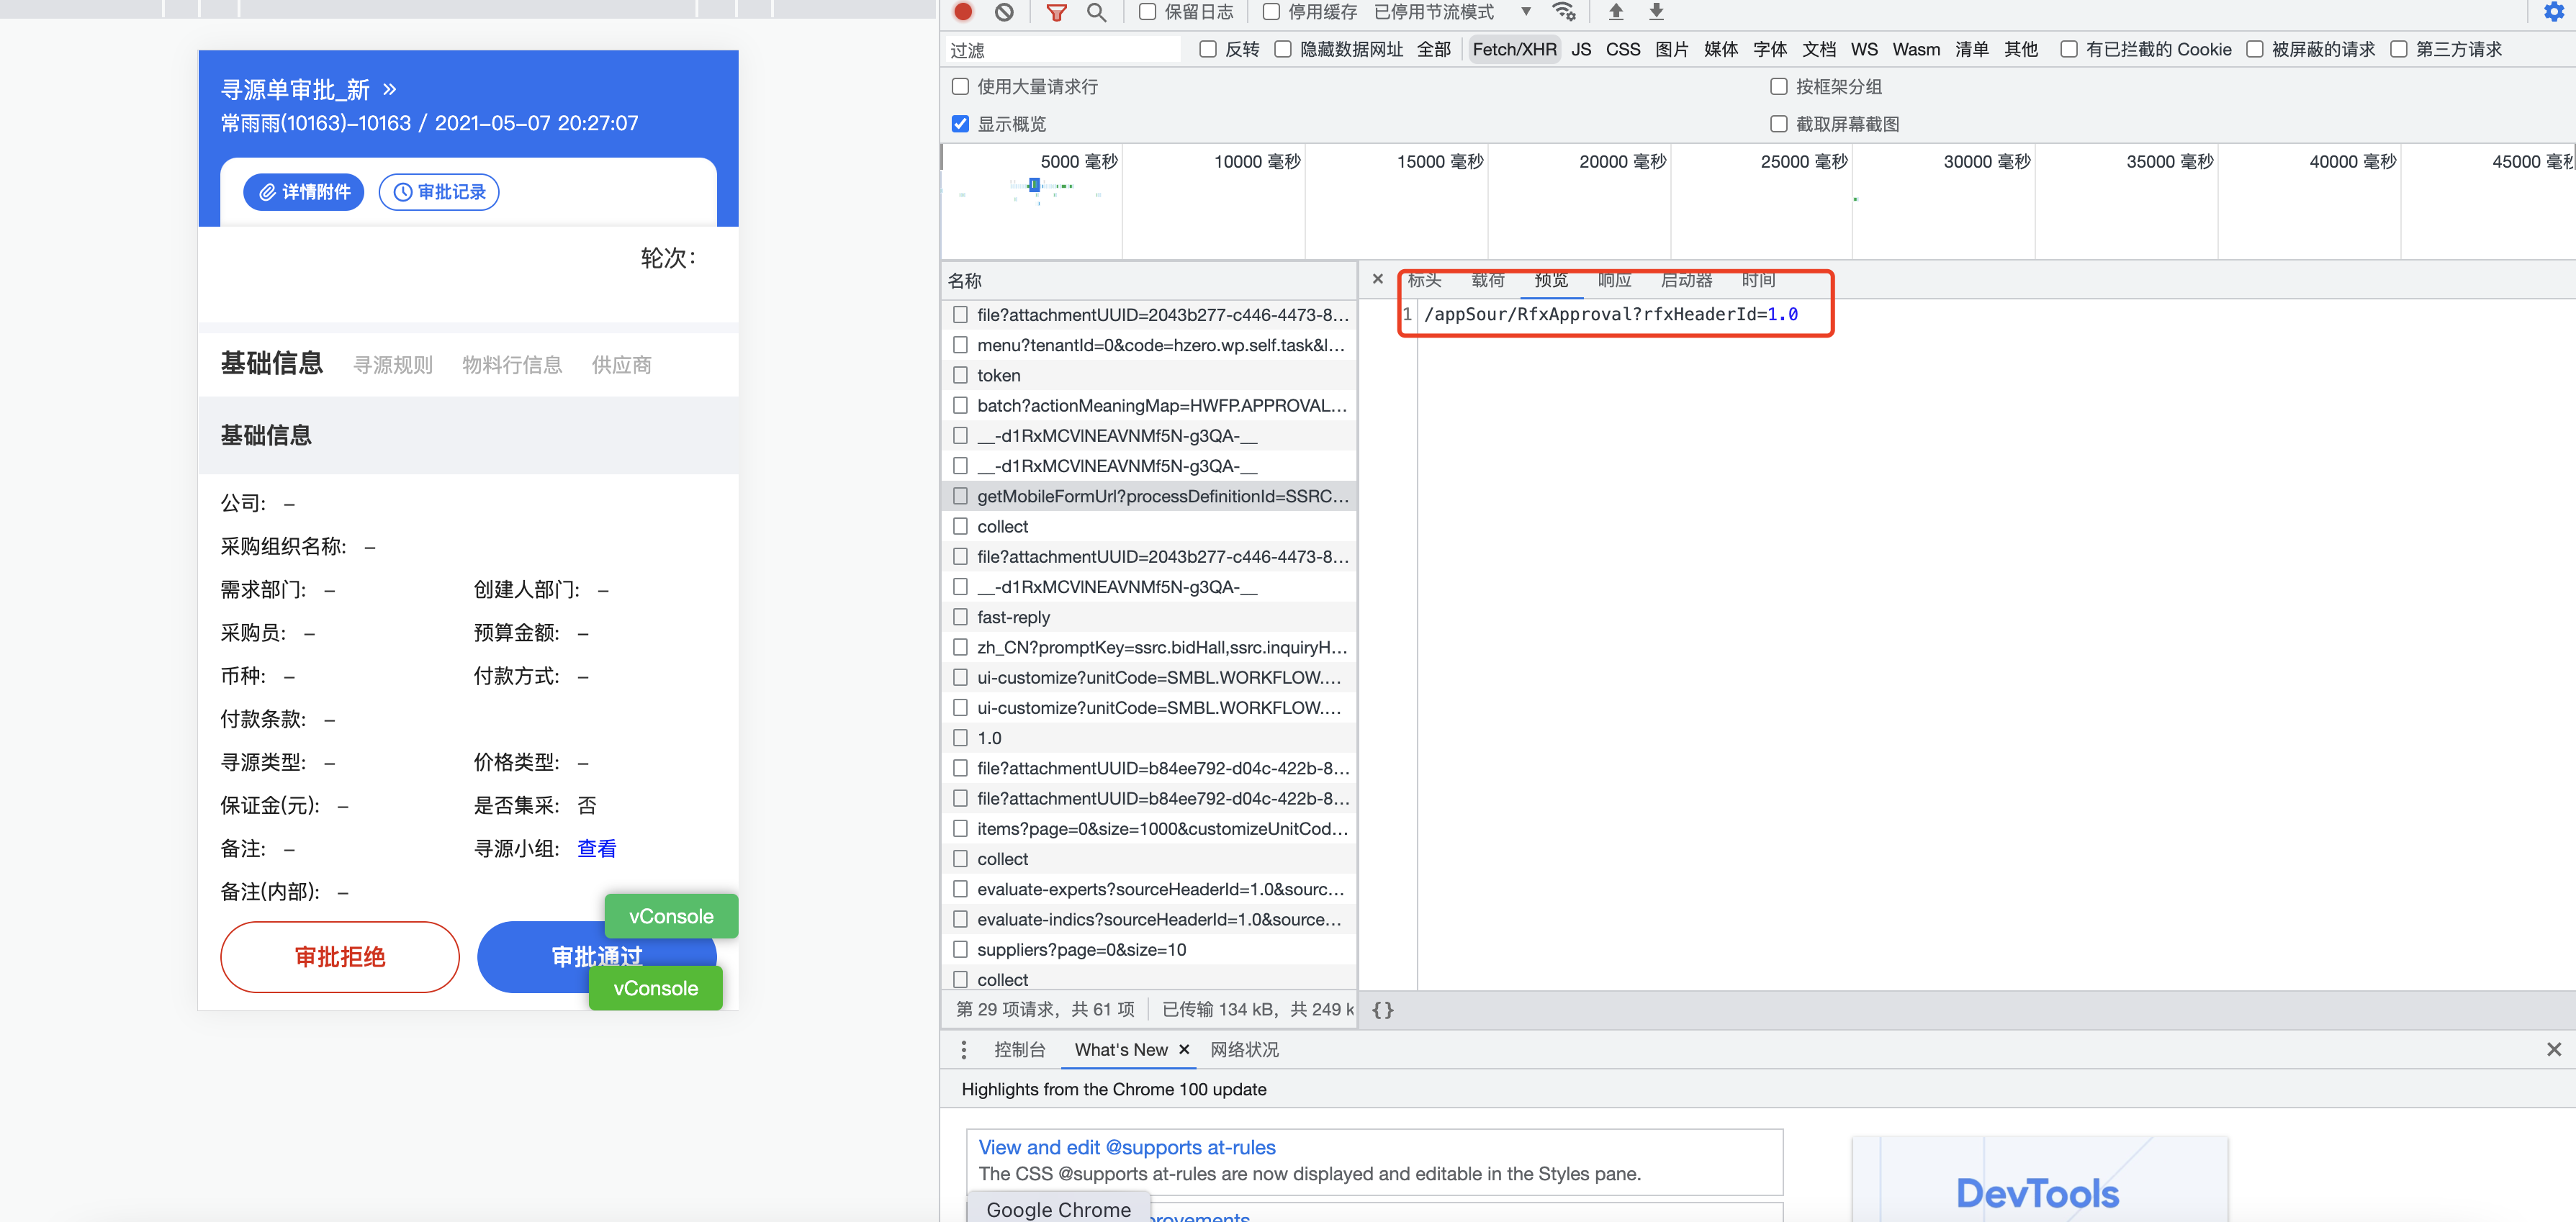 寻源单审批_新 »
常雨雨(10163)-10163 / 2021-05-07 20:27:07
详情附件
审批记录
轮次：
基础信息 寻源规则 物料行信息 供应商
基础信息
公司： –
采购组织名称： –
需求部门： – 创建人部门： –
采购员： – 预算金额： –
币种： – 付款方式： –
付款条款： –
寻源类型： – 价格类型： –
保证金(元)： – 是否集采： 否
备注： – 寻源小组： 查看
备注(内部)： –
vConsole
审批拒绝
审批通过
vConsole
保留日志 停用缓存 已停用节流模式
过滤 反转 隐藏数据网址 全部 Fetch/XHR JS CSS 图片 媒体 字体 文档 WS Wasm 清单 其他 有已拦截的 Cookie 被屏蔽的请求 第三方请求
使用大量请求行 按框架分组
显示概览 截取屏幕截图
5000 毫秒 10000 毫秒 15000 毫秒 20000 毫秒 25000 毫秒 30000 毫秒 35000 毫秒 40000 毫秒 45000 毫
名称
file?attachmentUUID=2043b277-c446-4473-8...
menu?tenantId=0&code=hzero.wp.self.task&l...
token
batch?actionMeaningMap=HWFP.APPROVAL...
__-d1RxMCVlNEAVNMf5N-g3QA-__
__-d1RxMCVlNEAVNMf5N-g3QA-__
getMobileFormUrl?processDefinitionId=SSRC...
collect
file?attachmentUUID=2043b277-c446-4473-8...
__-d1RxMCVlNEAVNMf5N-g3QA-__
fast-reply
zh_CN?promptKey=ssrc.bidHall,ssrc.inquiryH...
ui-customize?unitCode=SMBL.WORKFLOW....
ui-customize?unitCode=SMBL.WORKFLOW....
1.0
file?attachmentUUID=b84ee792-d04c-422b-8...
file?attachmentUUID=b84ee792-d04c-422b-8...
items?page=0&size=1000&customizeUnitCod...
collect
evaluate-experts?sourceHeaderId=1.0&sourc...
evaluate-indics?sourceHeaderId=1.0&source...
suppliers?page=0&size=10
collect
第 29 项请求，共 61 项 已传输 134 kB，共 249 k
× 标头 载荷 预览 响应 启动器 时间
1 /appSour/RfxApproval?rfxHeaderId=1.0
{}
控制台 What's New × 网络状况
Highlights from the Chrome 100 update
View and edit @supports at-rules
The CSS @supports at-rules are now displayed and editable in the Styles pane.
Google Chrome
provements
DevTools